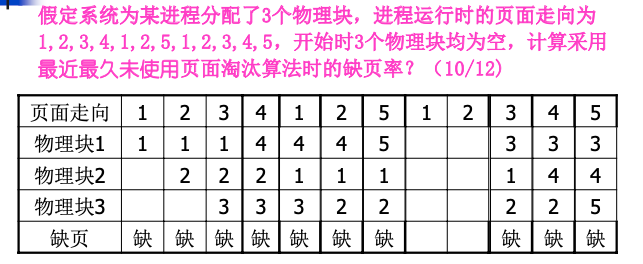 假定系统为某进程分配了3个物理块，进程运行时的页面走向为
1,2,3,4,1,2,5,1,2,3,4,5，开始时3个物理块均为空，计算采用
最近最久未使用页面淘汰算法时的缺页率？（10/12)
页面走向 1 2 3 4 1 2 5 1 2 3 4 5
物理块1 1 1 1 4 4 4 5 3 3 3
物理块2 2 2 2 1 1 1 1 4 4
物理块3 3 3 3 2 2 2 2 5
缺页 缺 缺 缺 缺 缺 缺 缺 缺 缺 缺